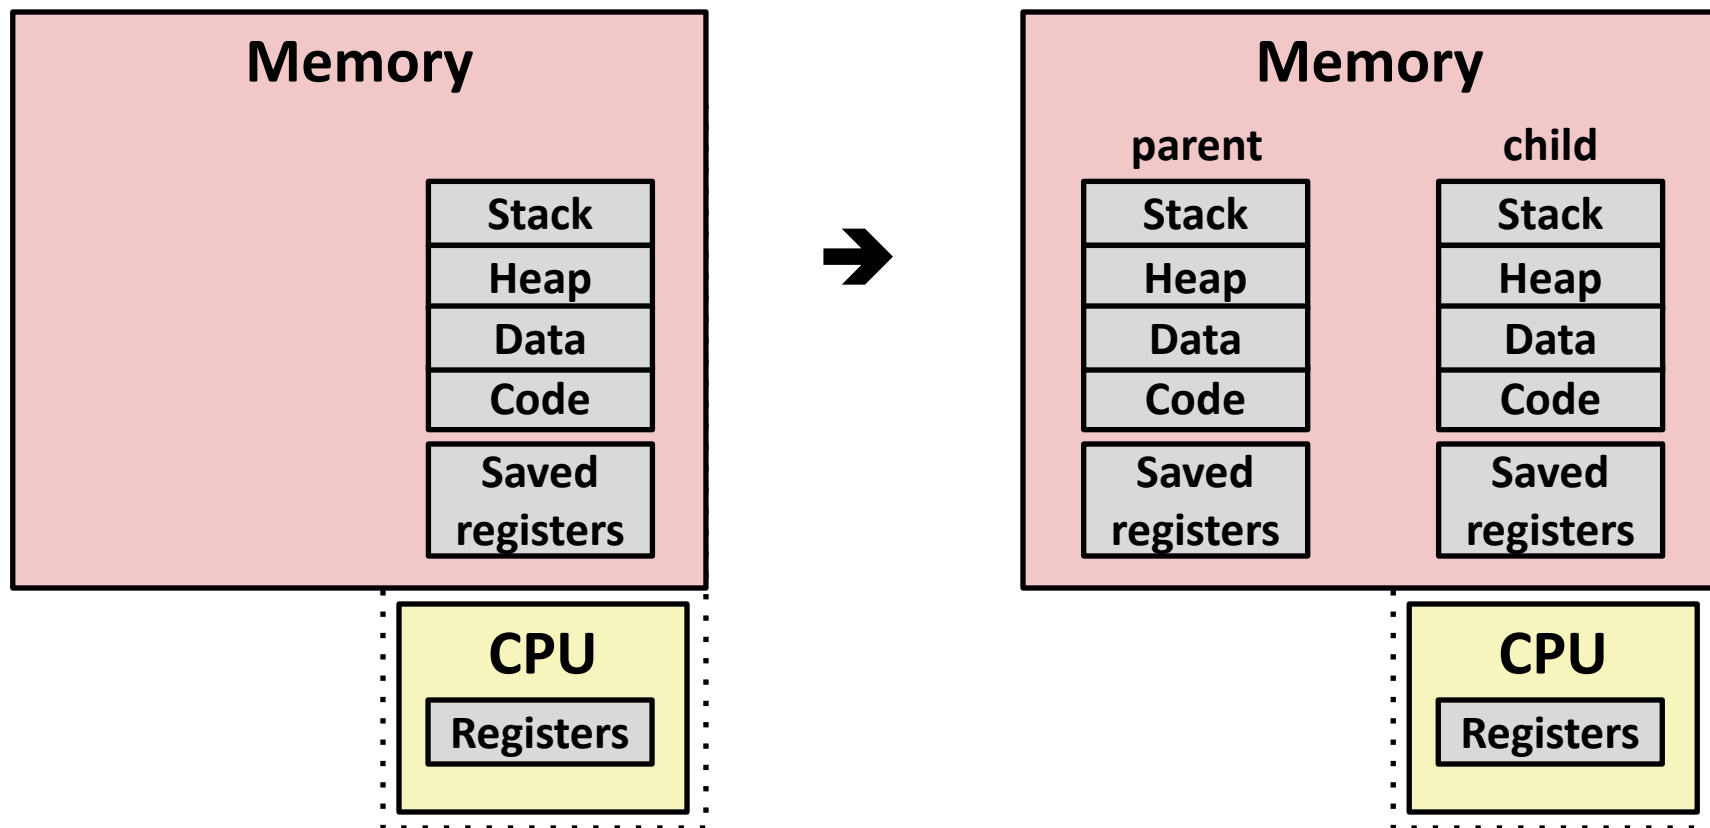 Memory
Stack
Heap
Data
Code
Saved
registers
CPU
Registers
Memory
parent
child
Stack
Heap
Data
Code
Saved
registers
Stack
Heap
Data
Code
Saved
registers
CPU
Registers